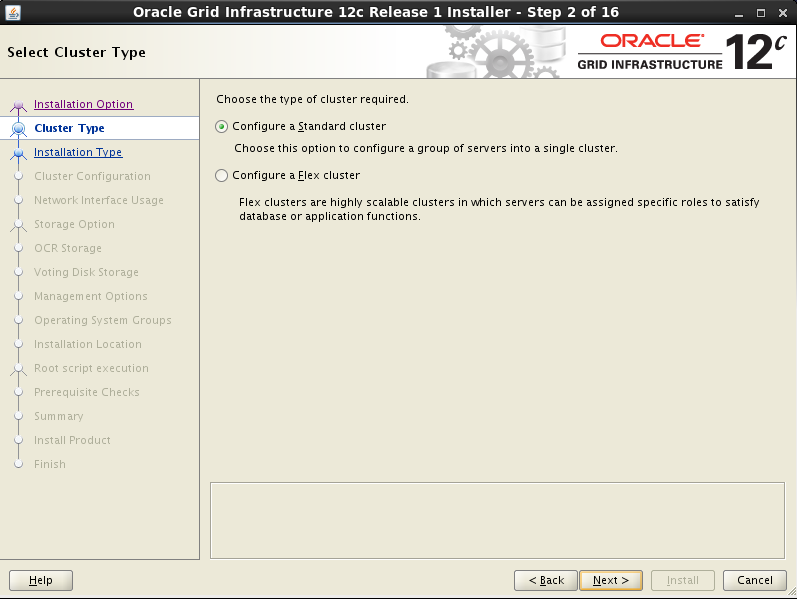 Oracle Grid Infrastructure 12c Release 1 Installer - Step 2 of 16
Select Cluster Type
ORACLE®
GRID INFRASTRUCTURE
12c
Installation Option
Cluster Type
Installation Type
Cluster Configuration
Network Interface Usage
Storage Option
OCR Storage
Voting Disk Storage
Management Options
Operating System Groups
Installation Location
Root script execution
Prerequisite Checks
Summary
Install Product
Finish
Choose the type of cluster required.
Configure a Standard cluster
Choose this option to configure a group of servers into a single cluster.
Configure a Flex cluster
Flex clusters are highly scalable clusters in which servers can be assigned specific roles to satisfy
database or application functions.
Help
< Back
Next >
Install
Cancel